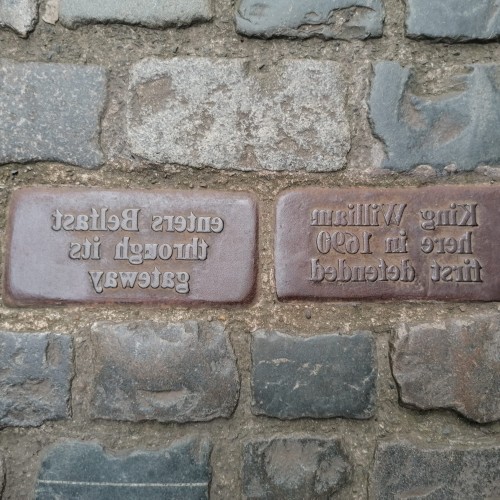 King William
here in 1690
first defended
enters Belfast
through its
gateway